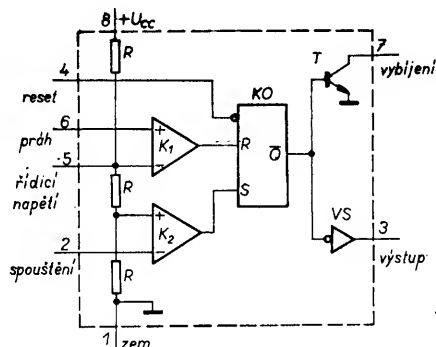 8 +Ucc
R
4
reset
6
práh
5
řídicí
napětí
R
2
spouštění
R
1
zem
+
K1
−
+
K2
−
KO
R
Q̅
S
T
7
vybíjení
VS
3
výstup